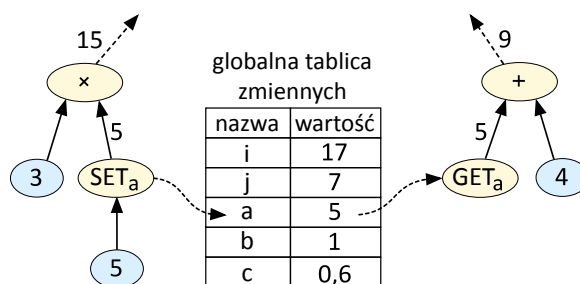 15
9
×
globalna tablica
zmiennych
+
nazwa wartość
5
5
i 17
3
SETa
j 7
GETa
4
a 5
b 1
5
c 0,6